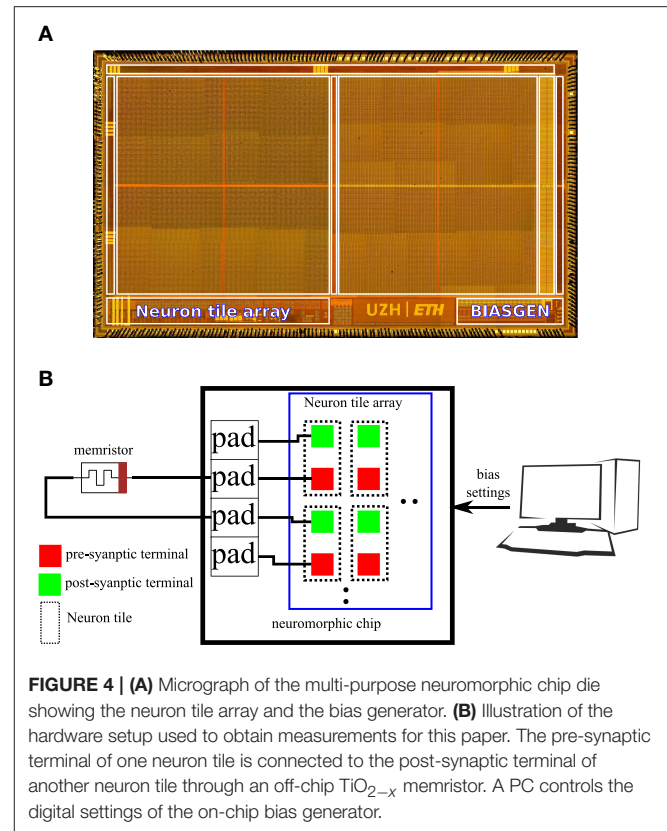 A
Neuron tile array
UZH | ETH
BIASGEN
B
Neuron tile array
memristor
pad
pad
pad
pad
bias
settings
pre-syanptic terminal
post-syanptic terminal
Neuron tile
neuromorphic chip
FIGURE 4 | (A) Micrograph of the multi-purpose neuromorphic chip die
showing the neuron tile array and the bias generator. (B) Illustration of the
hardware setup used to obtain measurements for this paper. The pre-synaptic
terminal of one neuron tile is connected to the post-synaptic terminal of
another neuron tile through an off-chip TiO₂₋ₓ memristor. A PC controls the
digital settings of the on-chip bias generator.